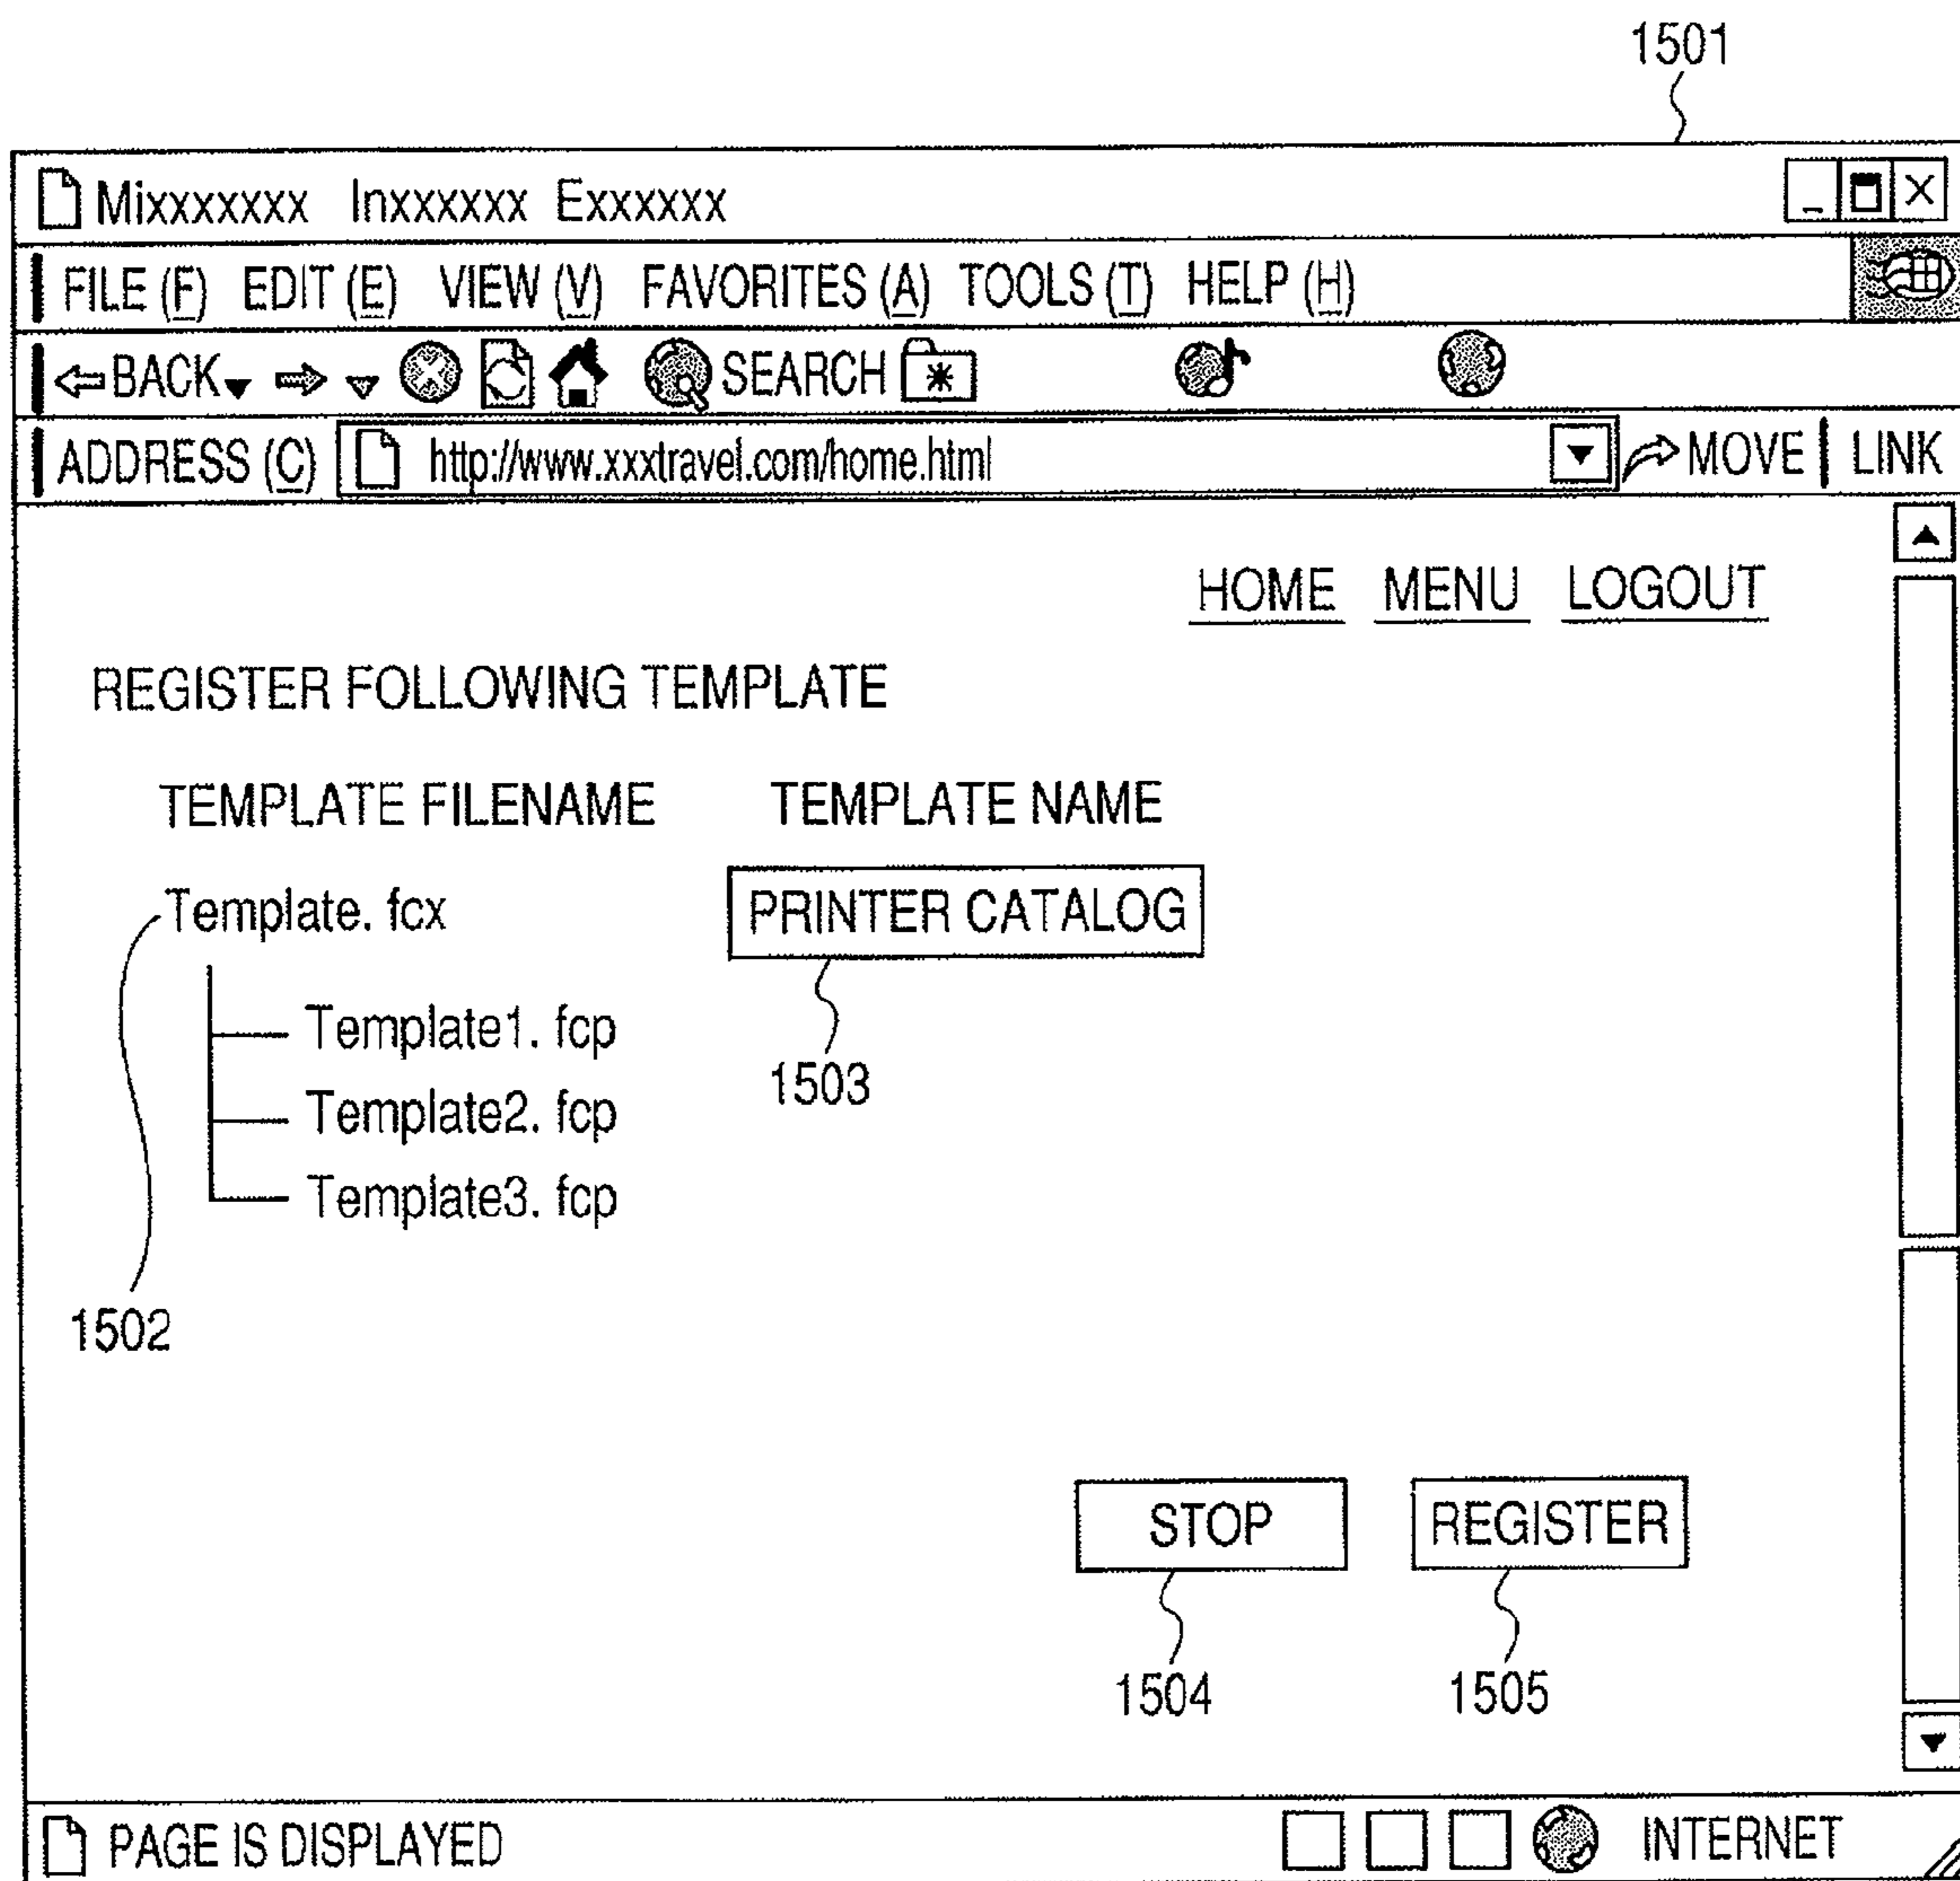 1501
Mixxxxxxx Inxxxxxx Exxxxxx
FILE (F) EDIT (E) VIEW (V) FAVORITES (A) TOOLS (T) HELP (H)
BACK SEARCH
ADDRESS (C) http://www.xxxtravel.com/home.html MOVE LINK
HOME MENU LOGOUT
REGISTER FOLLOWING TEMPLATE
TEMPLATE FILENAME TEMPLATE NAME
Template. fcx PRINTER CATALOG
Template1. fcp
1503
Template2. fcp
Template3. fcp
1502
STOP REGISTER
1504 1505
PAGE IS DISPLAYED INTERNET